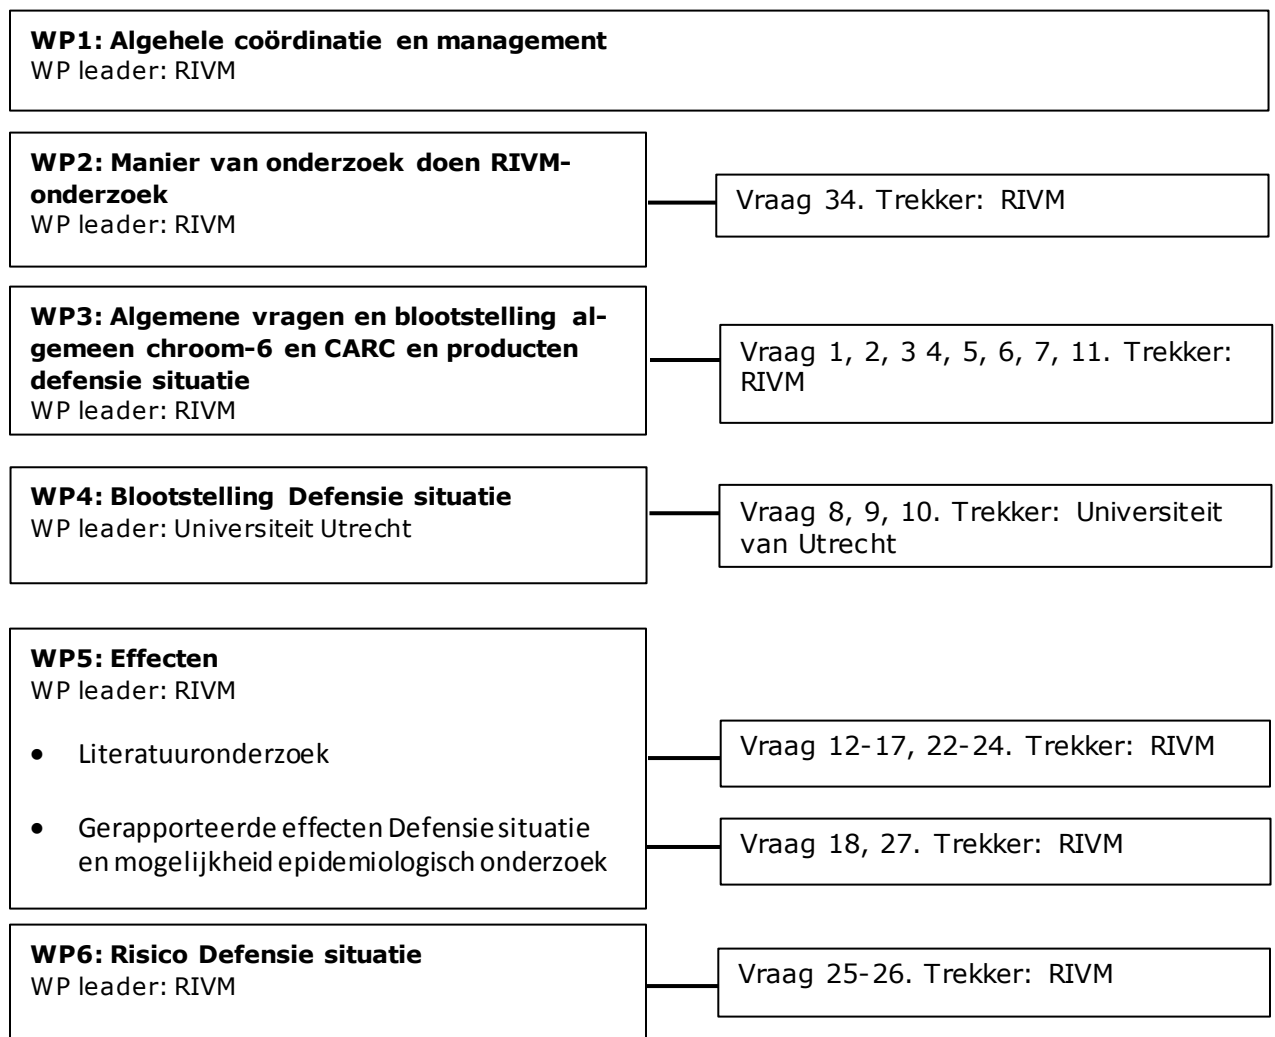 WP1: Algehele coördinatie en management
WP leader: RIVM
WP2: Manier van onderzoek doen RIVM-
onderzoek
WP leader: RIVM
Vraag 34. Trekker: RIVM
WP3: Algemene vragen en blootstelling al-
gemeen chroom-6 en CARC en producten
defensie situatie
WP leader: RIVM
Vraag 1, 2, 3 4, 5, 6, 7, 11. Trekker:
RIVM
WP4: Blootstelling Defensie situatie
WP leader: Universiteit Utrecht
Vraag 8, 9, 10. Trekker: Universiteit
van Utrecht
WP5: Effecten
WP leader: RIVM
• Literatuuronderzoek
Vraag 12-17, 22-24. Trekker: RIVM
• Gerapporteerde effecten Defensie situatie
en mogelijkheid epidemiologisch onderzoek
Vraag 18, 27. Trekker: RIVM
WP6: Risico Defensie situatie
WP leader: RIVM
Vraag 25-26. Trekker: RIVM